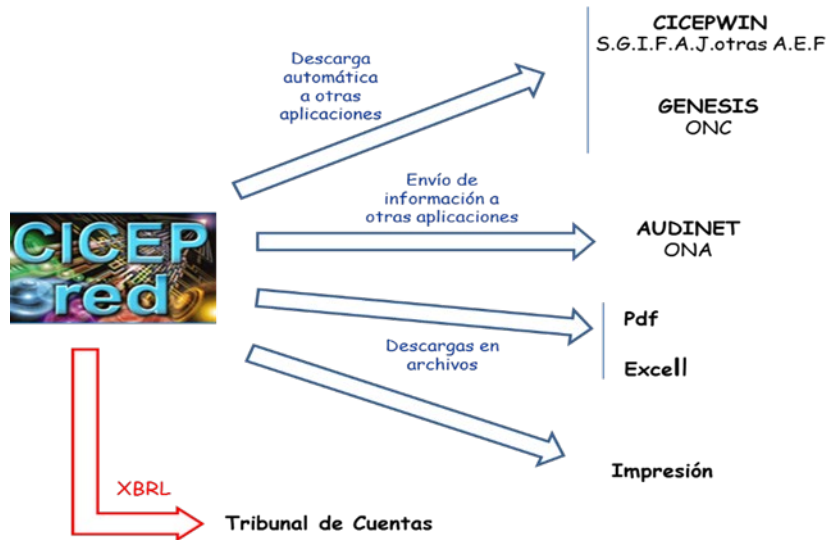 CICEPWIN
S.G.I.F.A.J.otras A.E.F
Descarga
automática
a otras
aplicaciones
GENESIS
ONC
Envío de
información a
otras aplicaciones
CICEP
red
AUDINET
ONA
Pdf
Descargas en
archivos
Excell
Impresión
XBRL
Tribunal de Cuentas